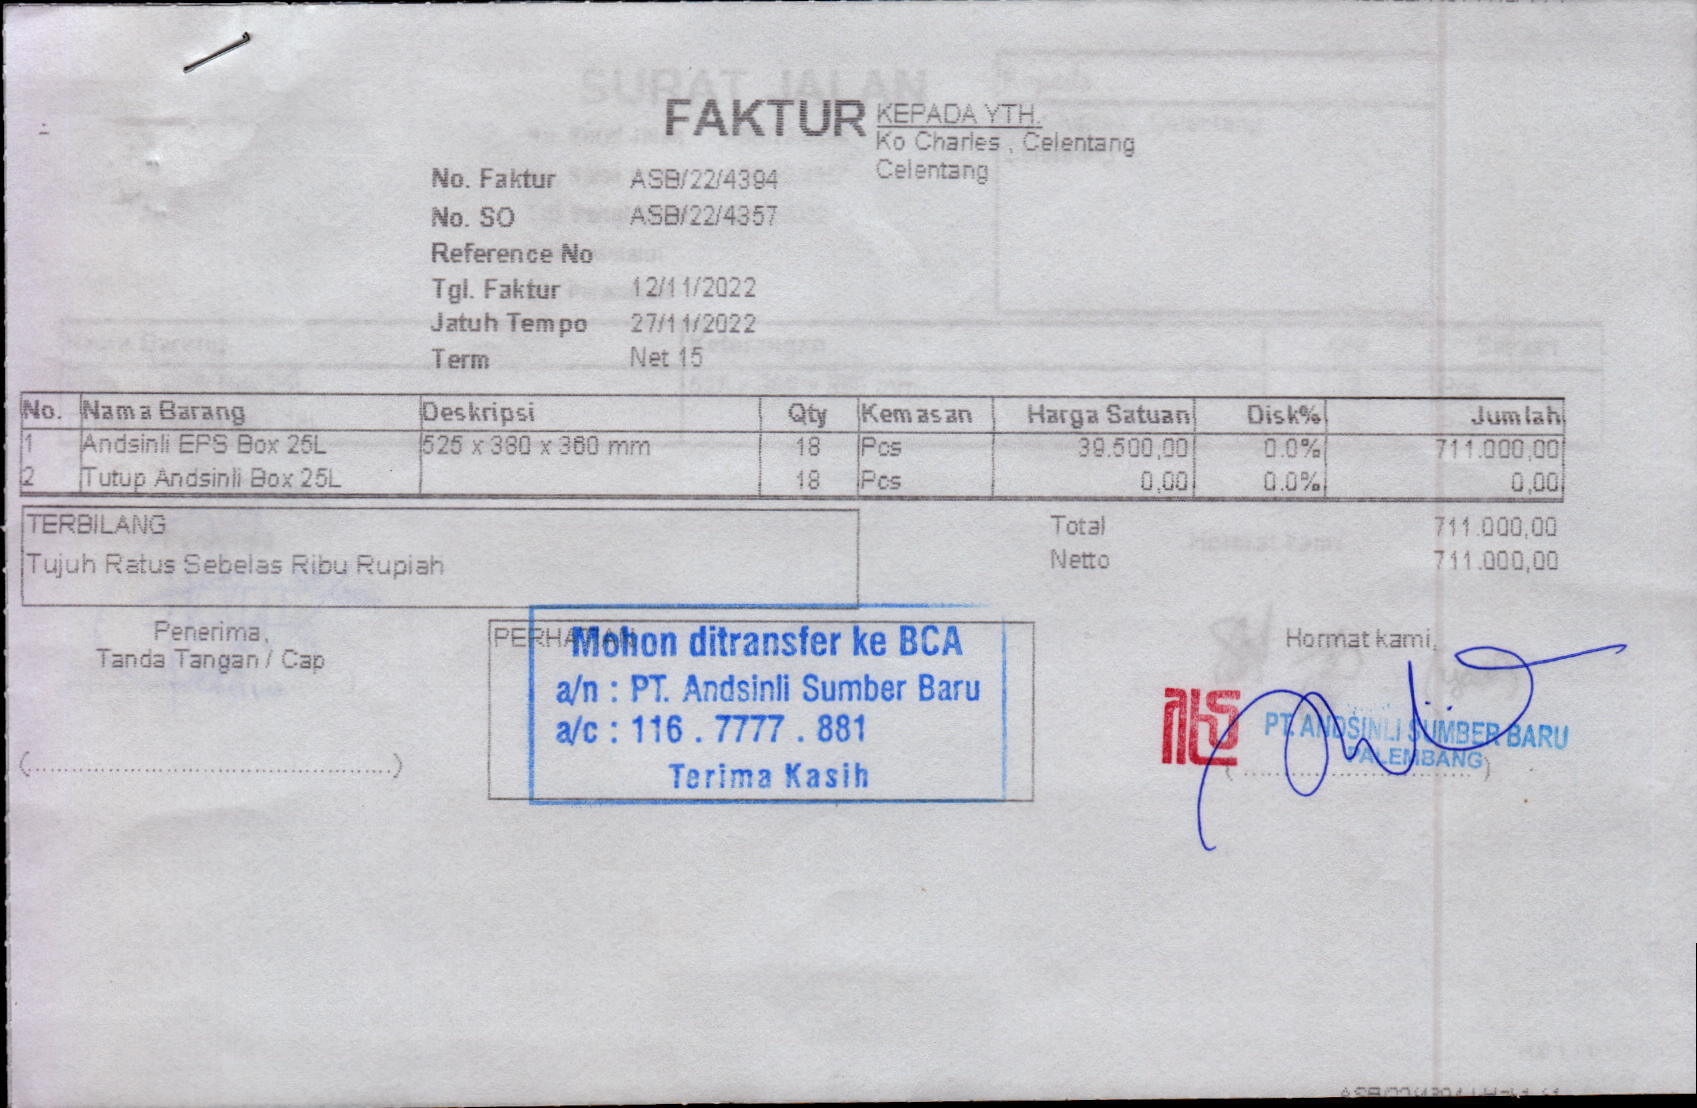 FAKTUR
KEPADA YTH.
Ko Charles , Celentang
Celentang
No. Faktur ASB/22/4394
No. SO ASB/22/4357
Reference No
Tgl. Faktur 12/11/2022
Jatuh Tempo 27/11/2022
Term Net 15
No. Nama Barang Deskripsi Qty Kemasan Harga Satuan Disk% Jumlah
1 Andsinli EPS Box 25L 525 x 380 x 360 mm 18 Pcs 39.500,00 0.0% 711.000,00
2 Tutup Andsinli Box 25L 18 Pcs 0,00 0.0% 0,00
TERBILANG
Tujuh Ratus Sebelas Ribu Rupiah
Total 711.000,00
Netto 711.000,00
Penerima,
Tanda Tangan / Cap
PERHATIAN
Mohon ditransfer ke BCA
a/n : PT. Andsinli Sumber Baru
a/c : 116 . 7777 . 881
Terima Kasih
Hormat kami,
PT. ANDSINLI SUMBER BARU
PALEMBANG